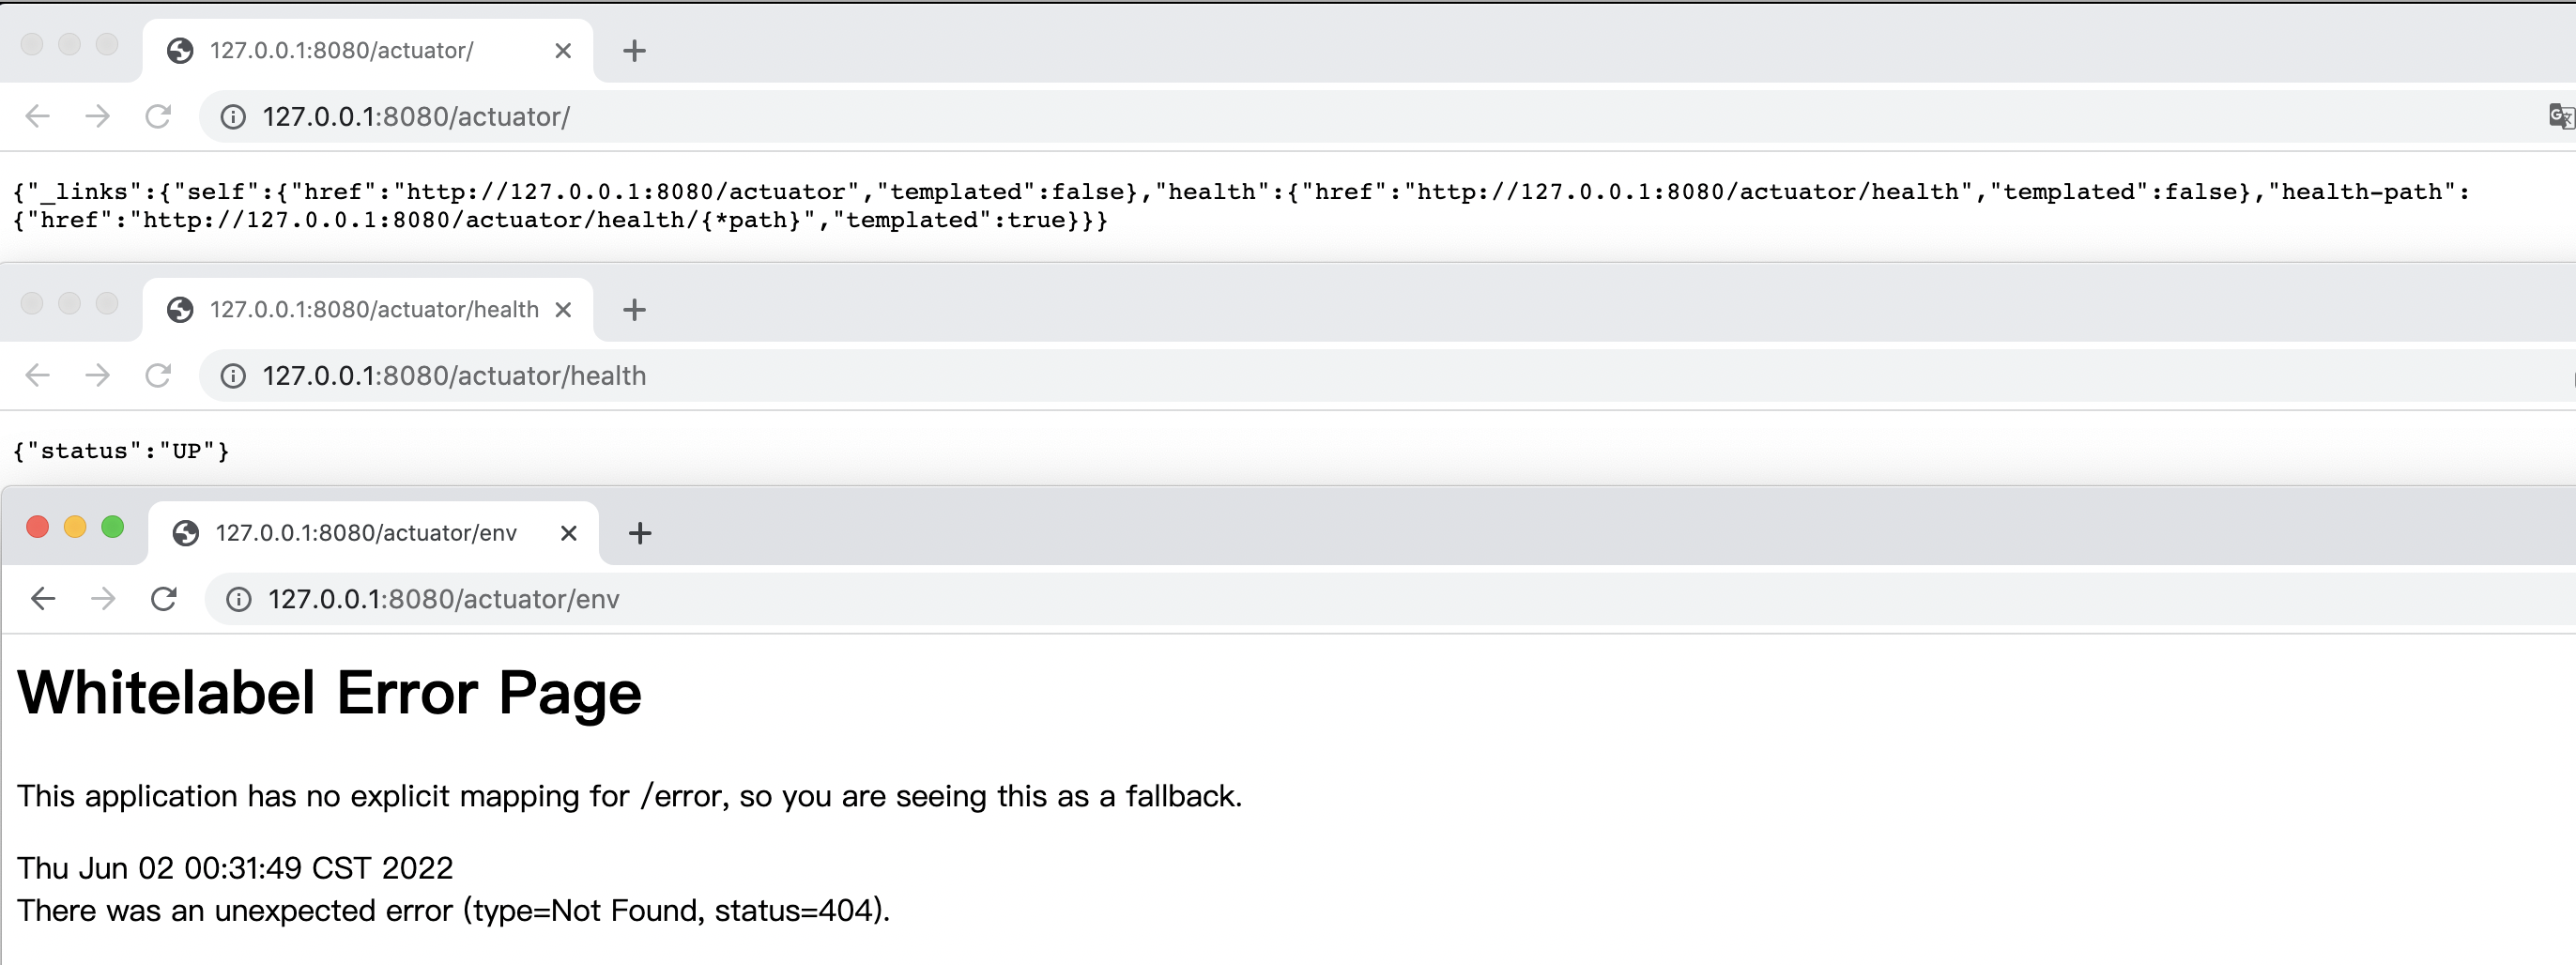 127.0.0.1:8080/actuator/
127.0.0.1:8080/actuator/
{"_links":{"self":{"href":"http://127.0.0.1:8080/actuator","templated":false},"health":{"href":"http://127.0.0.1:8080/actuator/health","templated":false},"health-path":
{"href":"http://127.0.0.1:8080/actuator/health/{*path}","templated":true}}}
127.0.0.1:8080/actuator/health
127.0.0.1:8080/actuator/health
{"status":"UP"}
127.0.0.1:8080/actuator/env
127.0.0.1:8080/actuator/env
Whitelabel Error Page
This application has no explicit mapping for /error, so you are seeing this as a fallback.
Thu Jun 02 00:31:49 CST 2022
There was an unexpected error (type=Not Found, status=404).